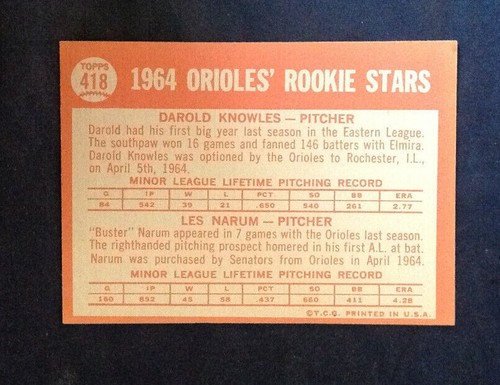 TOPPS
418
1964 ORIOLES' ROOKIE STARS
DAROLD KNOWLES — PITCHER
Darold had his first big year last season in the Eastern League.
The southpaw won 16 games and fanned 146 batters with Elmira.
Darold Knowles was optioned by the Orioles to Rochester, I.L.,
on April 5th, 1964.
MINOR LEAGUE LIFETIME PITCHING RECORD
G IP W L PCT SO BB ERA
84 542 39 21 .650 540 261 2.77
LES NARUM — PITCHER
"Buster" Narum appeared in 7 games with the Orioles last season.
The righthanded pitching prospect homered in his first A.L. at bat.
Narum was purchased by Senators from Orioles in April 1964.
MINOR LEAGUE LIFETIME PITCHING RECORD
G IP W L PCT SO BB ERA
160 852 45 58 .437 660 411 4.28
©T.C.G. PRINTED IN U.S.A.